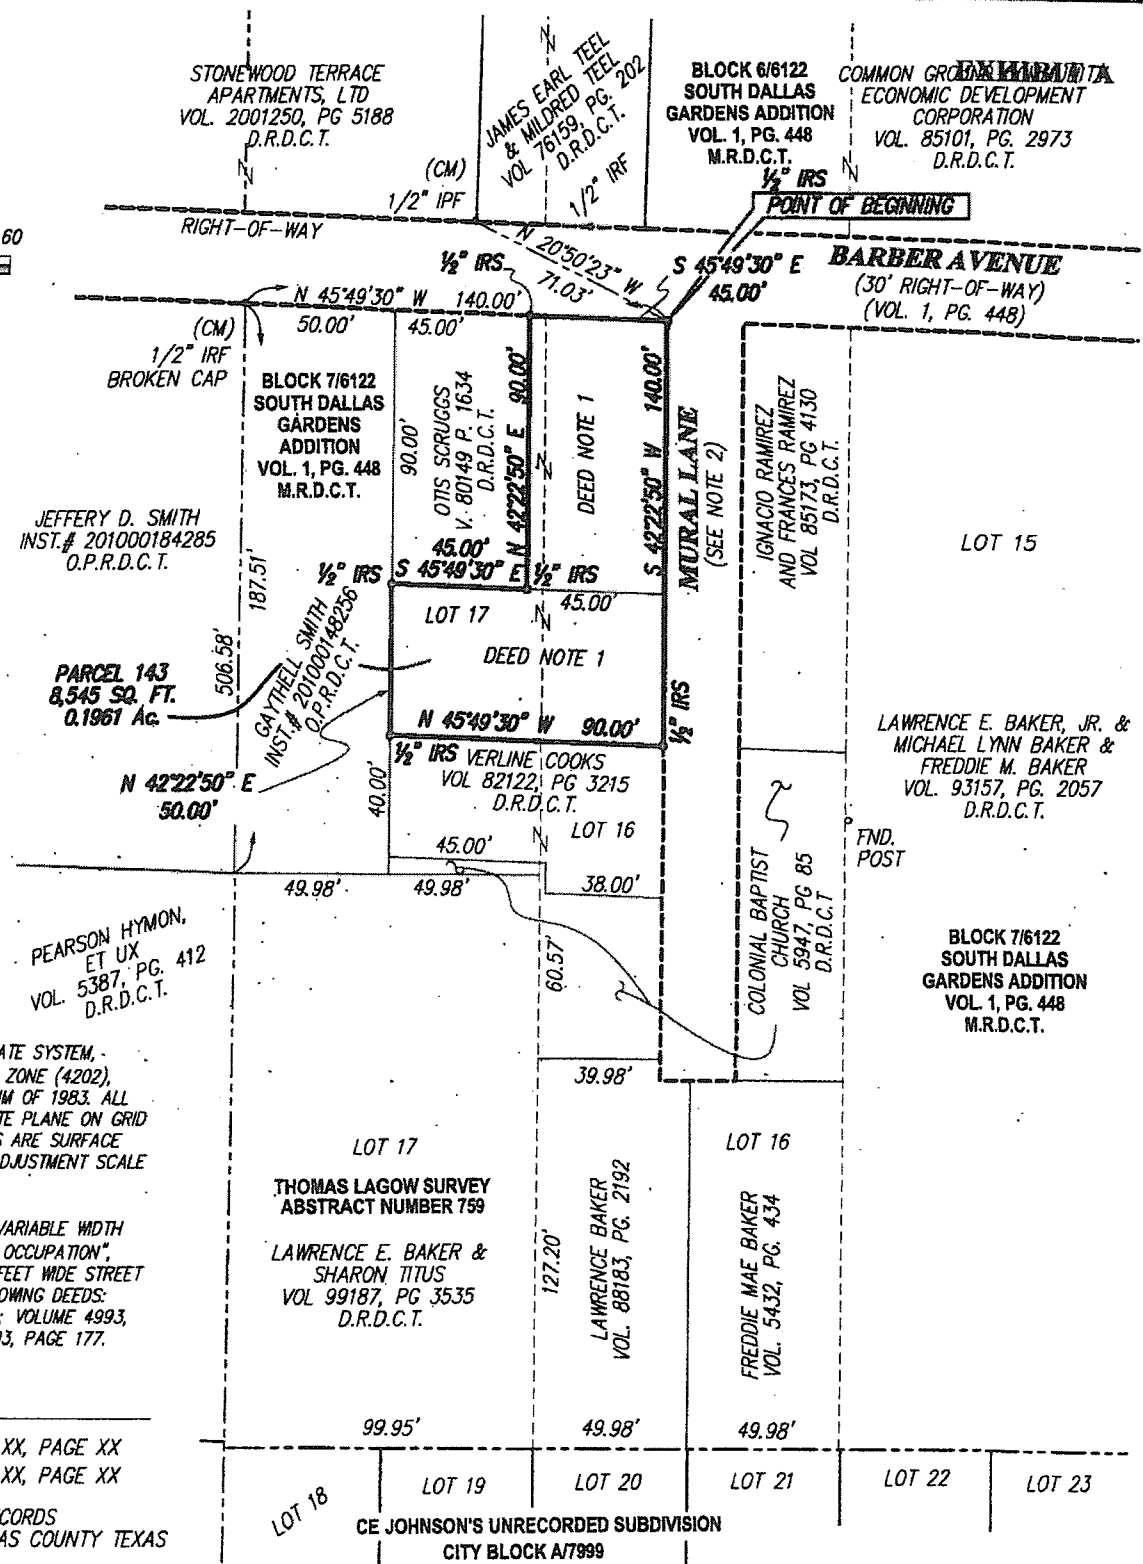 STONEWOOD TERRACE
APARTMENTS, LTD
VOL. 2001250, PG 5188
D.R.D.C.T.
JAMES EARL TEEL
& MILDRED TEEL
VOL 76159, PG. 202
D.R.D.C.T.
BLOCK 6/6122
SOUTH DALLAS
GARDENS ADDITION
VOL. 1, PG. 448
M.R.D.C.T.
EXHIBIT A
COMMON
ECONOMIC DEVELOPMENT
CORPORATION
VOL. 85101, PG. 2973
D.R.D.C.T.
(CM)
1/2" IPF
1/2" IRF
1/2" IRS
POINT OF BEGINNING
60
RIGHT-OF-WAY
N 20°50'23" W
71.03'
1/2" IRS
S 45°49'30" E
45.00'
BARBER AVENUE
(30' RIGHT-OF-WAY)
(VOL. 1, PG. 448)
N 45°49'30" W 140.00'
50.00'
45.00'
(CM)
1/2" IRF
BROKEN CAP
BLOCK 7/6122
SOUTH DALLAS
GARDENS
ADDITION
VOL. 1, PG. 448
M.R.D.C.T.
90.00'
OTIS SCRUGGS
V. 80149 P. 1634
D.R.D.C.T.
N 42°22'50" E 90.00'
DEED NOTE 1
S 42°22'50" W 140.00'
MURAL LANE
(SEE NOTE 2)
IGNACIO RAMIREZ
AND FRANCES RAMIREZ
VOL 85173, PG 4130
D.R.D.C.T.
LOT 15
JEFFERY D. SMITH
INST.# 201000184285
O.P.R.D.C.T.
187.51'
506.58'
45.00'
1/2" IRS
S 45°49'30" E
1/2" IRS
45.00'
LOT 17
DEED NOTE 1
GAYTHELL SMITH
INST.# 201000148256
O.P.R.D.C.T.
PARCEL 143
8,545 SQ. FT.
0.1961 Ac.
N 45°49'30" W 90.00'
1/2" IRS
1/2" IRS
VERLINE COOKS
VOL 82122, PG 3215
D.R.D.C.T.
N 42°22'50" E
50.00'
40.00'
LOT 16
45.00'
49.98'
49.98'
38.00'
LAWRENCE E. BAKER, JR. &
MICHAEL LYNN BAKER &
FREDDIE M. BAKER
VOL. 93157, PG. 2057
D.R.D.C.T.
FND.
POST
COLONIAL BAPTIST
CHURCH
VOL 5947, PG 85
D.R.D.C.T
PEARSON HYMON,
ET UX
VOL. 5387, PG. 412
D.R.D.C.T.
60.57'
BLOCK 7/6122
SOUTH DALLAS
GARDENS ADDITION
VOL. 1, PG. 448
M.R.D.C.T.
ATE SYSTEM,
ZONE (4202),
M OF 1983. ALL
TE PLANE ON GRID
S ARE SURFACE
DJUSTMENT SCALE
39.98'
LOT 17
LOT 16
THOMAS LAGOW SURVEY
ABSTRACT NUMBER 759
LAWRENCE E. BAKER &
SHARON TITUS
VOL 99187, PG 3535
D.R.D.C.T.
127.20'
LAWRENCE BAKER
VOL. 88183, PG. 2192
FREDDIE MAE BAKER
VOL. 5432, PG. 434
VARIABLE WIDTH
OCCUPATION",
FEET WIDE STREET
OWING DEEDS:
; VOLUME 4993,
93, PAGE 177.
99.95'
49.98'
49.98'
XX, PAGE XX
XX, PAGE XX
CORDS
AS COUNTY TEXAS
LOT 18
LOT 19
LOT 20
LOT 21
LOT 22
LOT 23
CE JOHNSON'S UNRECORDED SUBDIVISION
CITY BLOCK A/7999